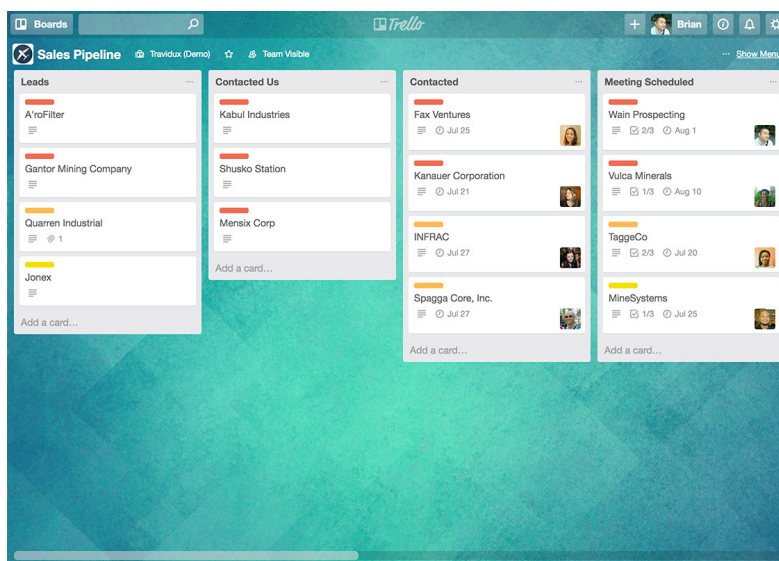 Boards
Trello
Brian
Sales Pipeline
Travidux (Demo)
Team Visible
... Show Menu
Leads
A'roFilter
Gantor Mining Company
Quarren Industrial
1
Jonex
Add a card...
Contacted Us
Kabul Industries
Shusko Station
Mensix Corp
Add a card...
Contacted
Fax Ventures
Jul 25
Kanauer Corporation
Jul 21
INFRAC
Jul 27
Spagga Core, Inc.
Jul 27
Add a card...
Meeting Scheduled
Wain Prospecting
2/3 Aug 1
Vulca Minerals
1/3 Aug 10
TaggeCo
2/3 Jul 20
MineSystems
1/3 Jul 25
Add a card...